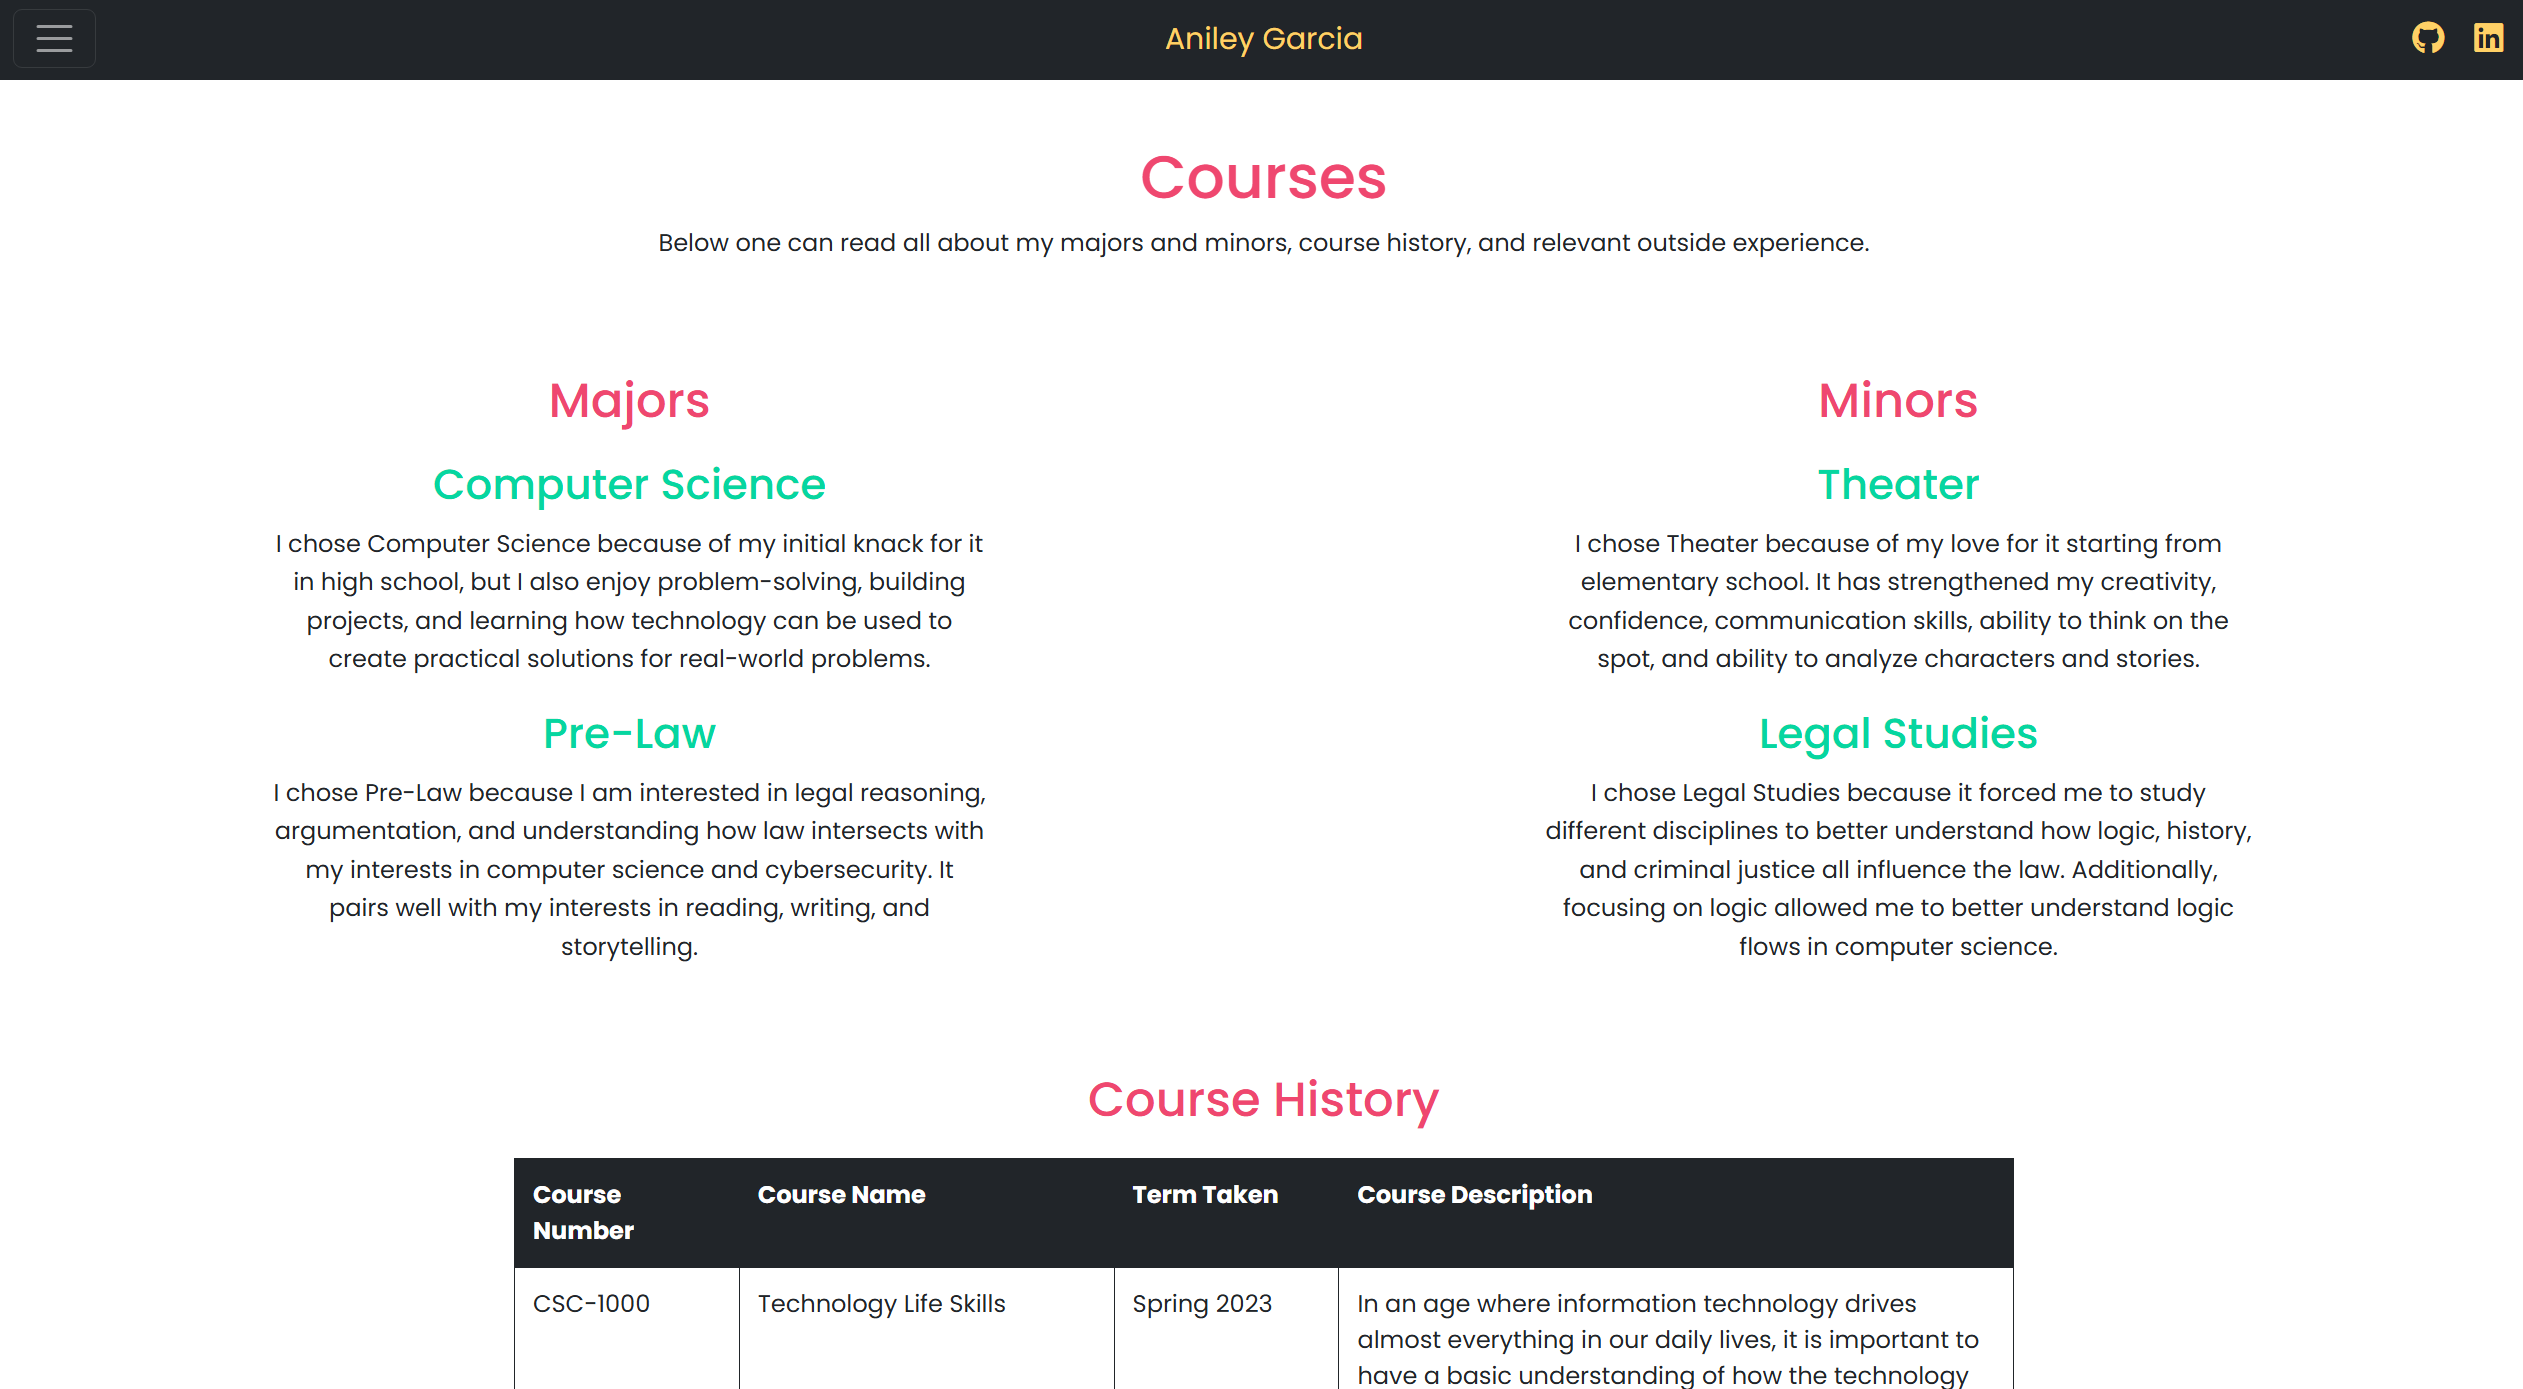 Aniley Garcia
Courses
Below one can read all about my majors and minors, course history, and relevant outside experience.
Majors
Computer Science
I chose Computer Science because of my initial knack for it
in high school, but I also enjoy problem-solving, building
projects, and learning how technology can be used to
create practical solutions for real-world problems.
Pre-Law
I chose Pre-Law because I am interested in legal reasoning,
argumentation, and understanding how law intersects with
my interests in computer science and cybersecurity. It
pairs well with my interests in reading, writing, and
storytelling.
Minors
Theater
I chose Theater because of my love for it starting from
elementary school. It has strengthened my creativity,
confidence, communication skills, ability to think on the
spot, and ability to analyze characters and stories.
Legal Studies
I chose Legal Studies because it forced me to study
different disciplines to better understand how logic, history,
and criminal justice all influence the law. Additionally,
focusing on logic allowed me to better understand logic
flows in computer science.
Course History
Course
Number
Course Name
Term Taken
Course Description
CSC-1000
Technology Life Skills
Spring 2023
In an age where information technology drives
almost everything in our daily lives, it is important to
have a basic understanding of how the technology